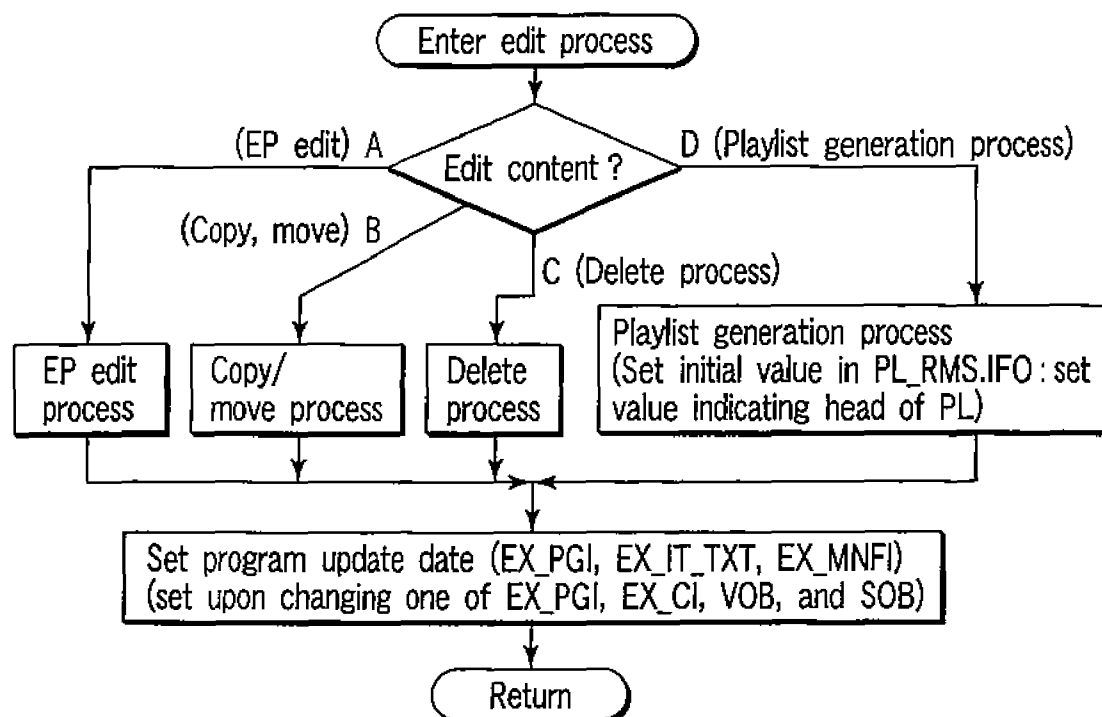 Enter edit process
(EP edit) A
D (Playlist generation process)
Edit content ?
(Copy, move) B
C (Delete process)
EP edit
process
Copy/
move process
Delete
process
Playlist generation process
(Set initial value in PL_RMS.IFO : set
value indicating head of PL)
Set program update date (EX_PGI, EX_IT_TXT, EX_MNFI)
(set upon changing one of EX_PGI, EX_CI, VOB, and SOB)
Return